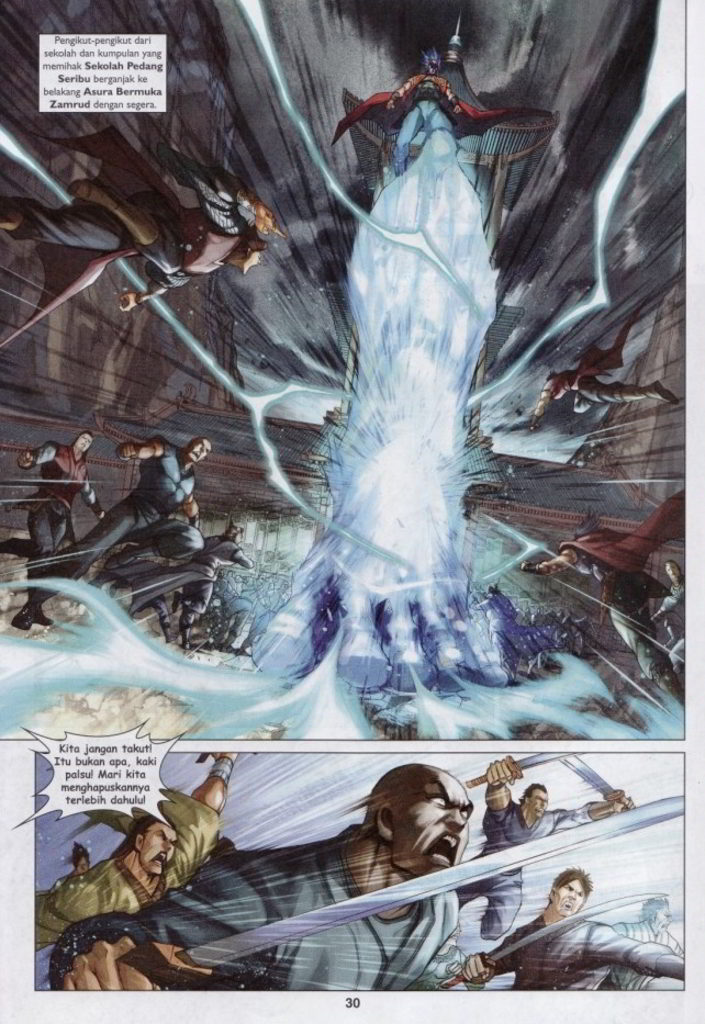 Pengikut-pengikut dari
sekolah dan kumpulan yang
memihak Sekolah Pedang
Seribu berganjak ke
belakang Asura Bermuka
Zamrud dengan segera.
Kita jangan takut!
Itu bukan apa, kaki
palsu! Mari kita
menghapuskannya
terlebih dahulu!
30